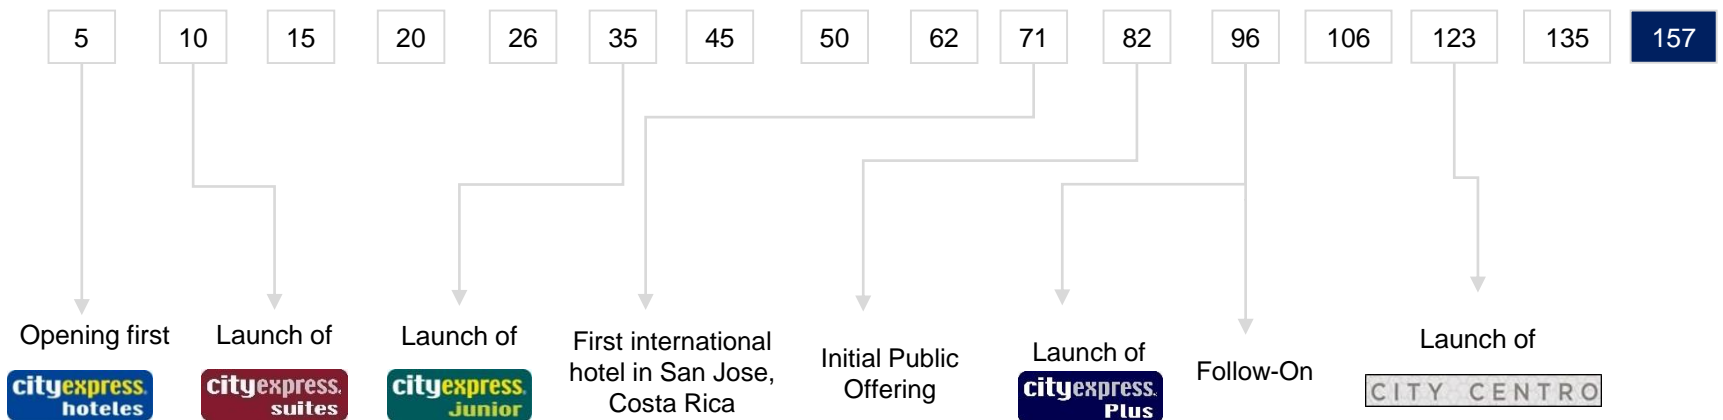 5 10 15 20 26 35 45 50 62 71 82 96 106 123 135 157
Opening first
cityexpress.
hoteles
Launch of
cityexpress.
suites
Launch of
cityexpress.
Junior
First international
hotel in San Jose,
Costa Rica
Initial Public
Offering
Launch of
cityexpress.
Plus
Follow-On
Launch of
CITY CENTRO